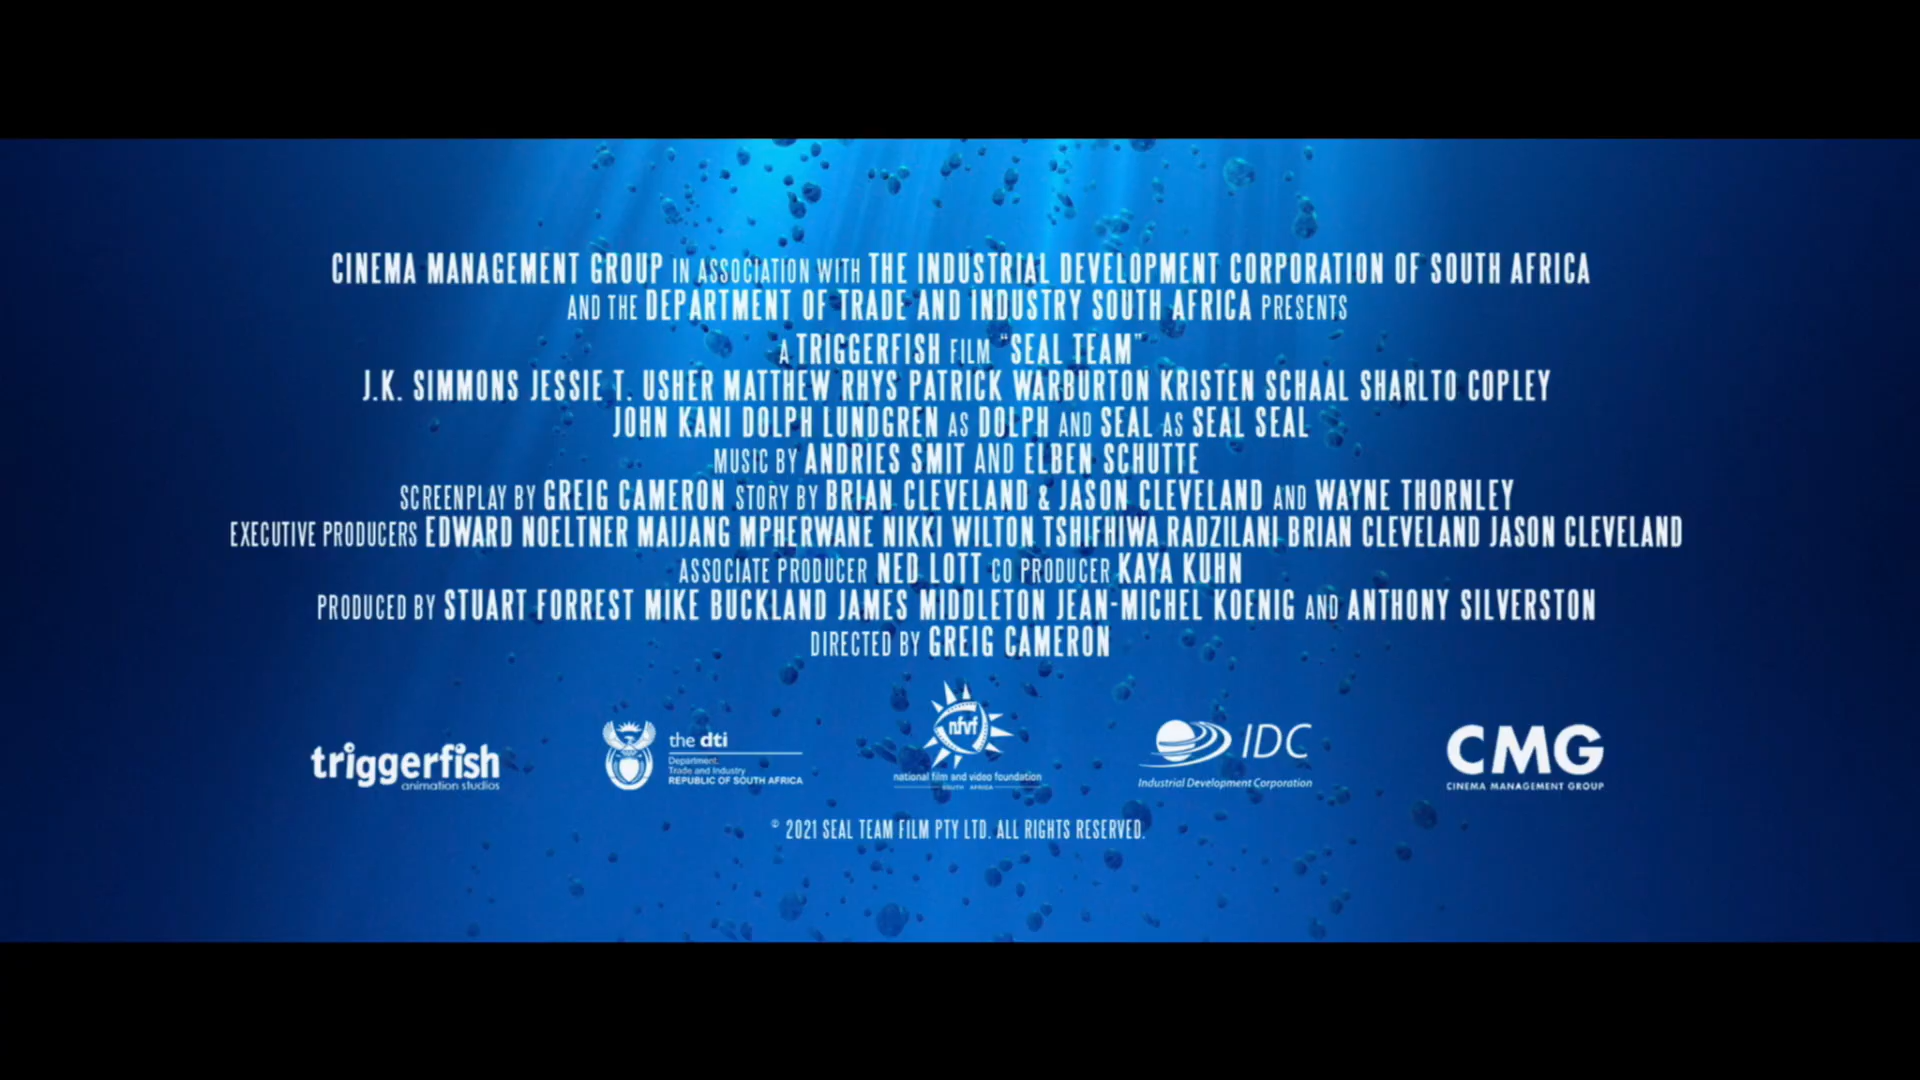 CINEMA MANAGEMENT GROUP IN ASSOCIATION WITH THE INDUSTRIAL DEVELOPMENT CORPORATION OF SOUTH AFRICA
AND THE DEPARTMENT OF TRADE AND INDUSTRY SOUTH AFRICA PRESENTS
A TRIGGERFISH FILM "SEAL TEAM"
J.K. SIMMONS JESSIE T. USHER MATTHEW RHYS PATRICK WARBURTON KRISTEN SCHAAL SHARLTO COPLEY
JOHN KANI DOLPH LUNDGREN AS DOLPH AND SEAL AS SEAL SEAL
MUSIC BY ANDRIES SMIT AND ELBEN SCHUTTE
SCREENPLAY BY GREIG CAMERON STORY BY BRIAN CLEVELAND & JASON CLEVELAND AND WAYNE THORNLEY
EXECUTIVE PRODUCERS EDWARD NOELTNER MAIJANG MPHERWANE NIKKI WILTON TSHIFHIWA RADZILANI BRIAN CLEVELAND JASON CLEVELAND
ASSOCIATE PRODUCER NED LOTT CO PRODUCER KAYA KUHN
PRODUCED BY STUART FORREST MIKE BUCKLAND JAMES MIDDLETON JEAN-MICHEL KOENIG AND ANTHONY SILVERSTON
DIRECTED BY GREIG CAMERON
triggerfish
animation studios
the dti
Department:
Trade and Industry
REPUBLIC OF SOUTH AFRICA
nfvf
national film and video foundation
SOUTH AFRICA
IDC
Industrial Development Corporation
CMG
CINEMA MANAGEMENT GROUP
© 2021 SEAL TEAM FILM PTY LTD. ALL RIGHTS RESERVED.